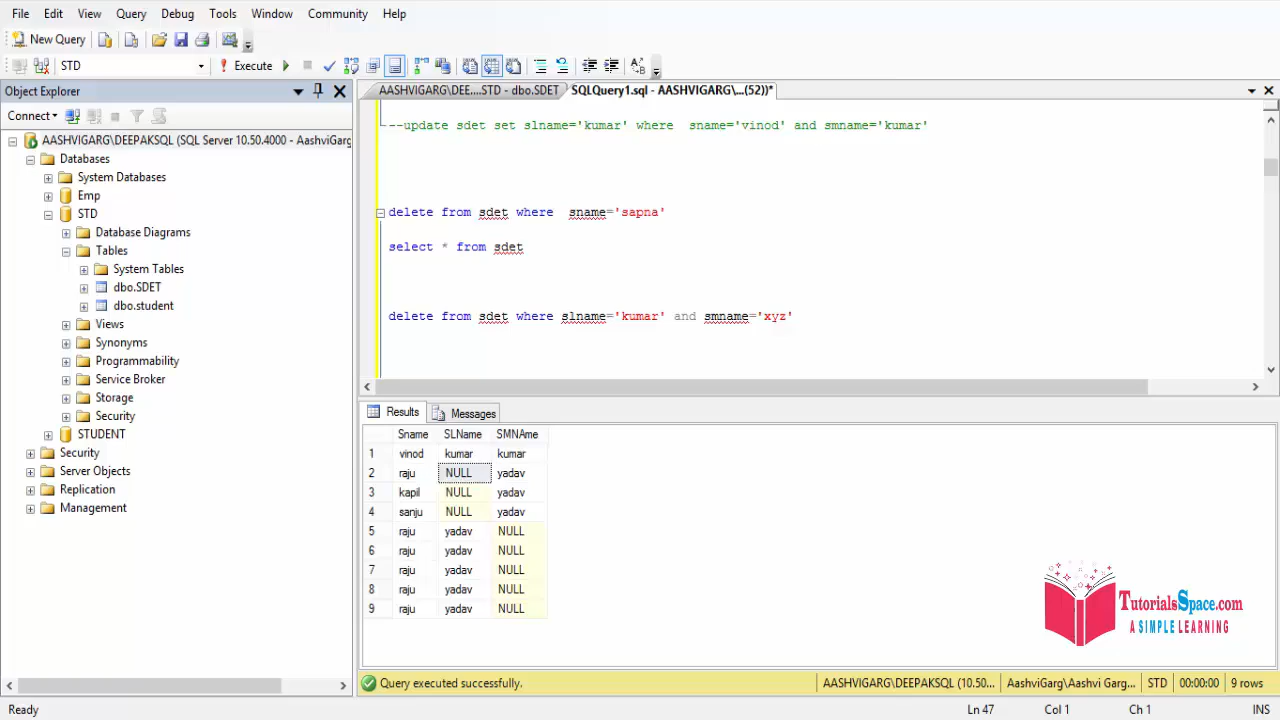 File Edit View Query Debug Tools Window Community Help
New Query
STD Execute
Object Explorer
AASHVIGARG\DEE....STD - dbo.SDET SQLQuery1.sql - AASHVIGARG\...(52))*
Connect
AASHVIGARG\DEEPAKSQL (SQL Server 10.50.4000 - AashviGarg
Databases
System Databases
Emp
STD
Database Diagrams
Tables
System Tables
dbo.SDET
dbo.student
Views
Synonyms
Programmability
Service Broker
Storage
Security
STUDENT
Security
Server Objects
Replication
Management
---update sdet set slname='kumar' where sname='vinod' and smname='kumar'
delete from sdet where sname='sapna'
select * from sdet
delete from sdet where slname='kumar' and smname='xyz'
Results Messages
Sname SLName SMNAme
1 vinod kumar kumar
2 raju NULL yadav
3 kapil NULL yadav
4 sanju NULL yadav
5 raju yadav NULL
6 raju yadav NULL
7 raju yadav NULL
8 raju yadav NULL
9 raju yadav NULL
TutorialsSpace.com
A SIMPLE LEARNING
Query executed successfully. AASHVIGARG\DEEPAKSQL (10.50... AashviGarg\Aashvi Garg... STD 00:00:00 9 rows
Ready Ln 47 Col 1 Ch 1 INS